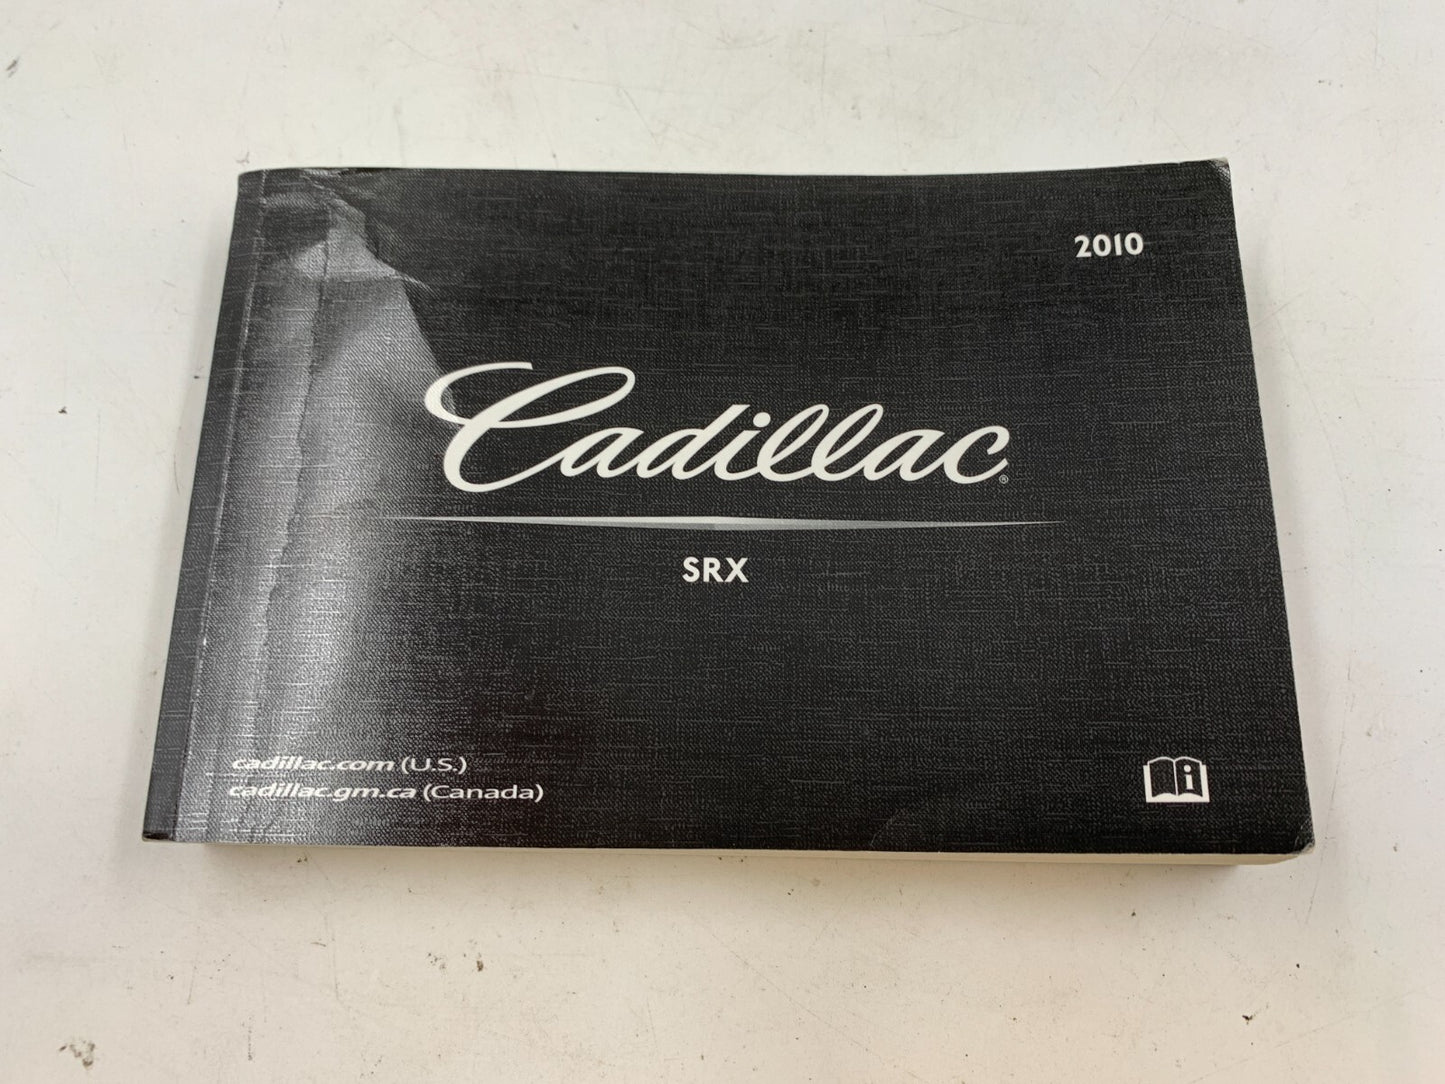 2010
Cadillac®
SRX
cadillac.com (U.S.)
cadillac.gm.ca (Canada)
i